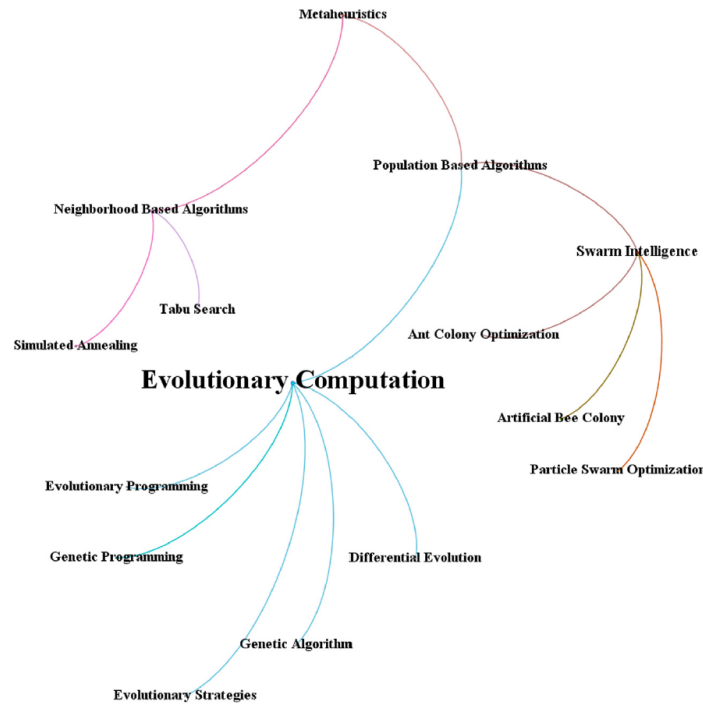 Metaheuristics
Population Based Algorithms
Neighborhood Based Algorithms
Swarm Intelligence
Tabu Search
Ant Colony Optimization
Simulated Annealing
Evolutionary Computation
Artificial Bee Colony
Particle Swarm Optimization
Evolutionary Programming
Genetic Programming
Differential Evolution
Genetic Algorithm
Evolutionary Strategies